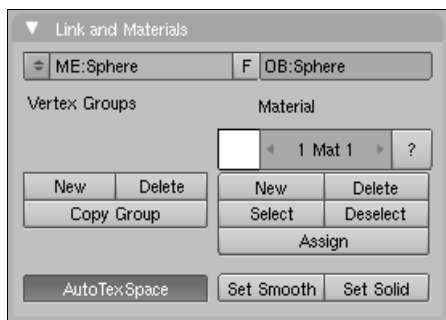 Link and Materials
ME:Sphere F OB:Sphere
Vertex Groups Material
1 Mat 1 ?
New Delete New Delete
Copy Group Select Deselect
Assign
AutoTexSpace Set Smooth Set Solid